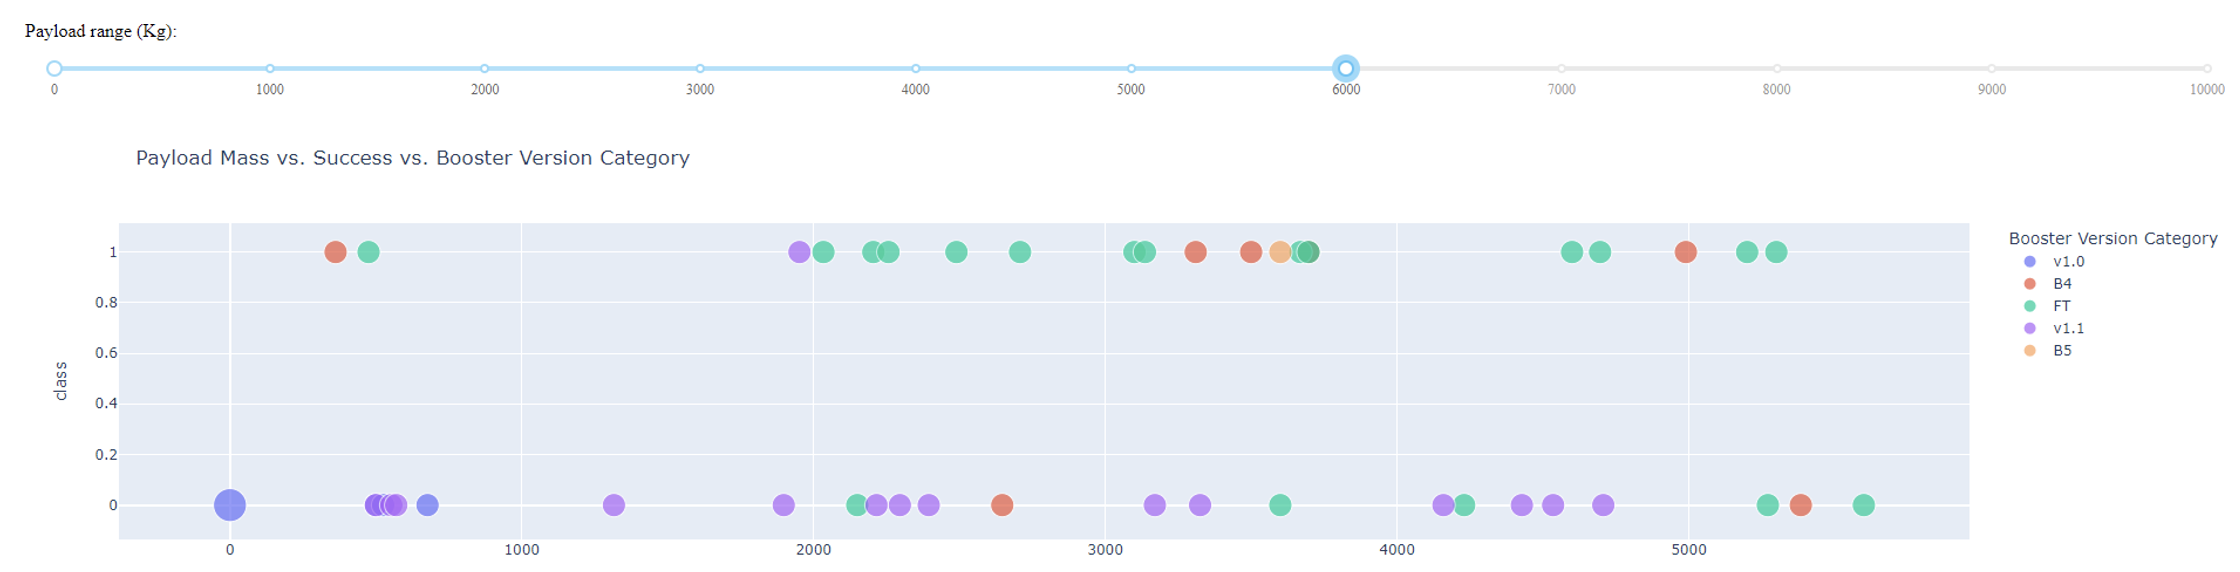 Payload range (Kg):
0 1000 2000 3000 4000 5000 6000 7000 8000 9000 10000
Payload Mass vs. Success vs. Booster Version Category
Booster Version Category
v1.0
B4
FT
v1.1
B5
class
1
0.8
0.6
0.4
0.2
0
0 1000 2000 3000 4000 5000